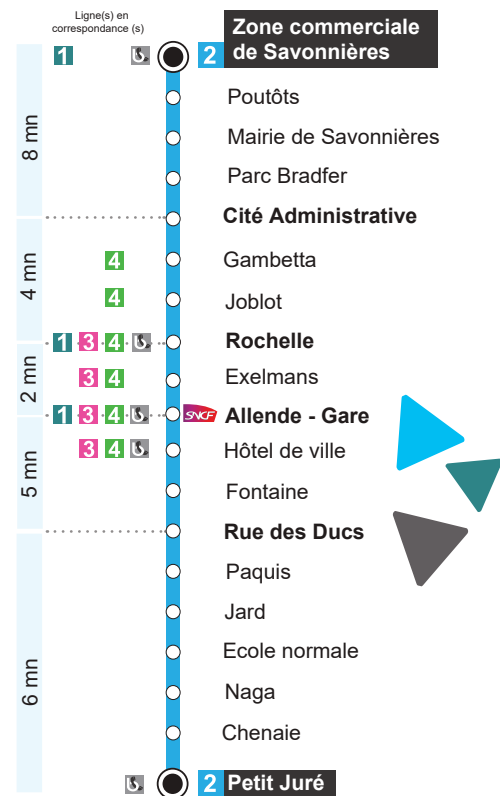 Ligne(s) en
correspondance (s)
1 2 Zone commerciale
de Savonnières
Poutôts
8 mn
Mairie de Savonnières
Parc Bradfer
Cité Administrative
4 Gambetta
4 mn
4 Joblot
1 3 4 Rochelle
2 mn
3 4 Exelmans
1 3 4 SNCF Allende - Gare
3 4 Hôtel de ville
5 mn
Fontaine
Rue des Ducs
Paquis
Jard
Ecole normale
6 mn
Naga
Chenaie
2 Petit Juré